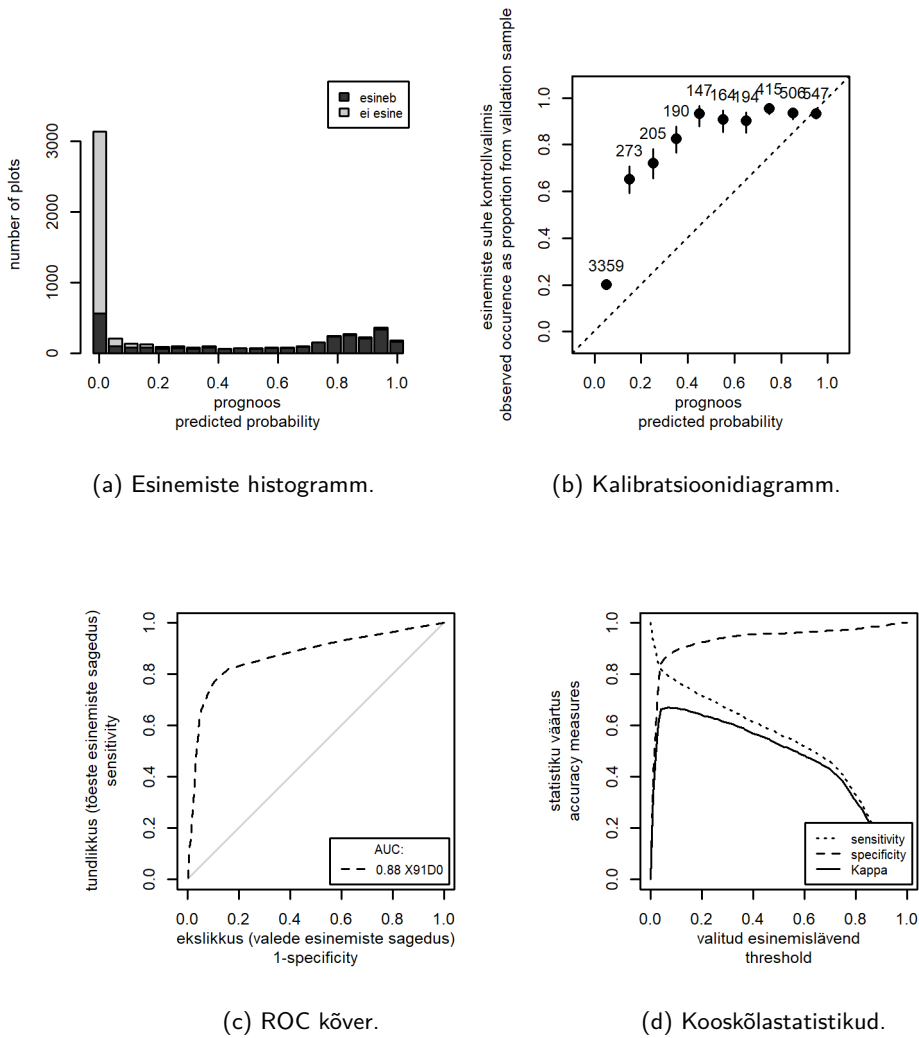 esineb
ei esine
number of plots
0
1000
2000
3000
0.0 0.2 0.4 0.6 0.8 1.0
prognoos
predicted probability
(a) Esinemiste histogramm.
esinemiste suhe kontrollvalimis
observed occurence as proportion from validation sample
0.0 0.2 0.4 0.6 0.8 1.0
3359
273
205
190
147
164
194
415
506
547
0.0 0.2 0.4 0.6 0.8 1.0
prognoos
predicted probability
(b) Kalibratsioonidiagramm.
tundlikkus (tõeste esinemiste sagedus)
sensitivity
0.0 0.2 0.4 0.6 0.8 1.0
AUC:
0.88 X91D0
0.0 0.2 0.4 0.6 0.8 1.0
ekslikkus (valede esinemiste sagedus)
1-specificity
(c) ROC kõver.
statistiku väärtus
accuracy measures
0.0 0.2 0.4 0.6 0.8 1.0
sensitivity
specificity
Kappa
0.0 0.2 0.4 0.6 0.8 1.0
valitud esinemislävend
threshold
(d) Kooskõlastatistikud.